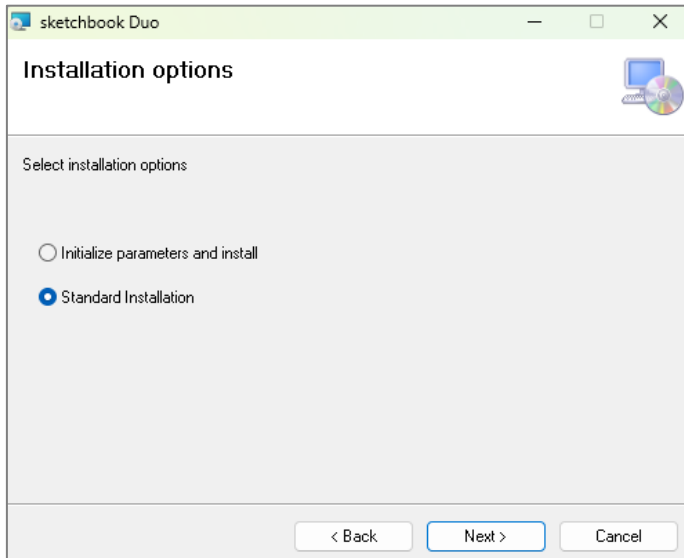 sketchbook Duo
Installation options
Select installation options
Initialize parameters and install
Standard Installation
< Back
Next >
Cancel